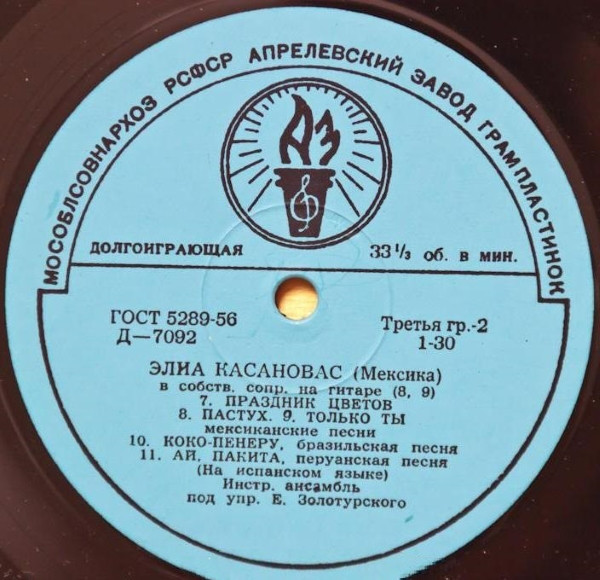 МОСОБЛСОВНАРХОЗ РСФСР АПРЕЛЕВСКИЙ ЗАВОД ГРАМПЛАСТИНОК
АЗ
ДОЛГОИГРАЮЩАЯ 33 1/3 об. в мин.
ГОСТ 5289-56 Третья гр.-2
Д—7092 1-30
ЭЛИА КАСАНОВАС (Мексика)
в собств. сопр. на гитаре (8, 9)
7. ПРАЗДНИК ЦВЕТОВ
8. ПАСТУХ. 9. ТОЛЬКО ТЫ
мексиканские песни
10. КОКО-ПЕНЕРУ, бразильская песня
11. АЙ, ПАКИТА, перуанская песня
(На испанском языке)
Инстр. ансамбль
под упр. Е. Золотурского